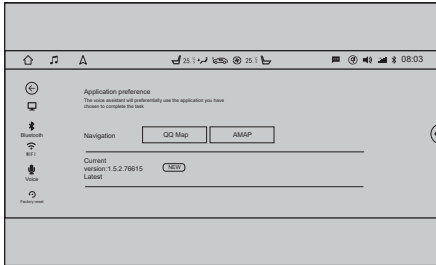 25.5
25.5
08:03
Application preference
The voice assistant will preferentially use the application you have
chosen to complete the task
Bluetooth
Navigation
QQ Map
AMAP
WIFI
Current
version:1.5.2.76615
NEW
Latest
Voice
Factory reset